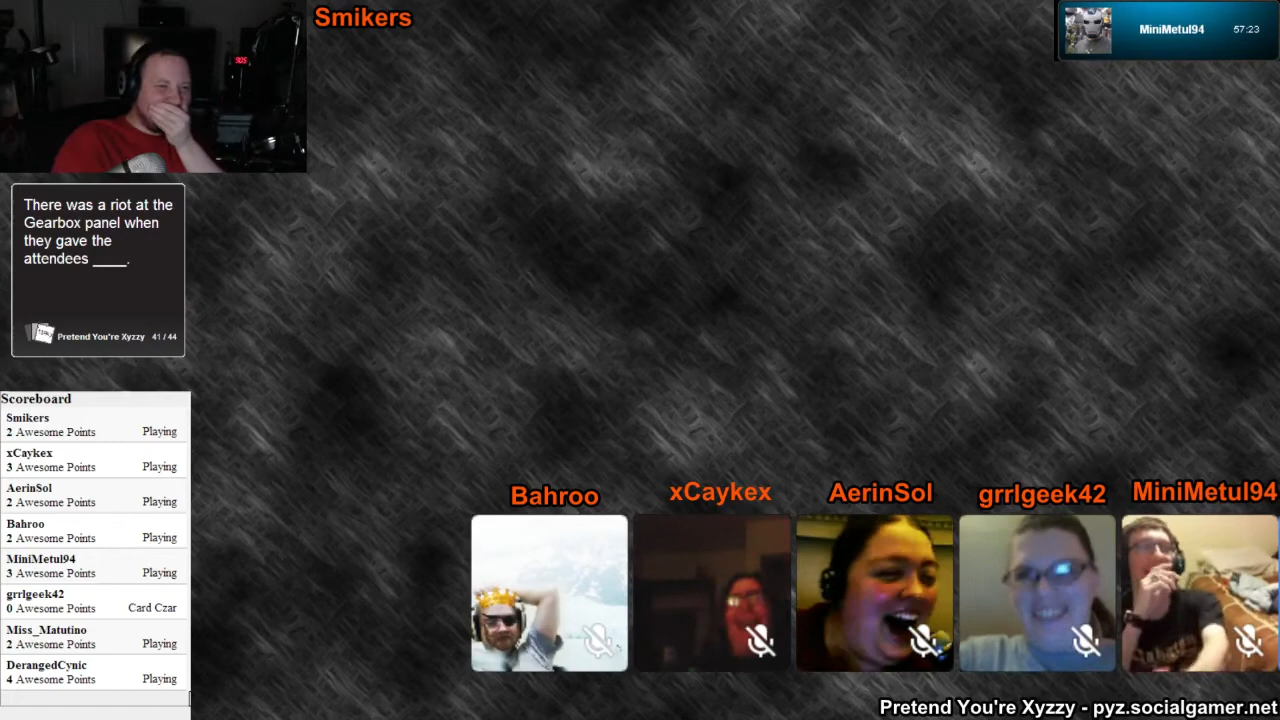 Smikers
MiniMetul94 57:23
There was a riot at the
Gearbox panel when
they gave the
attendees ____.
Pretend You're Xyzzy 41 / 44
Scoreboard
Smikers
2 Awesome Points Playing
xCaykex
3 Awesome Points Playing
AerinSol
2 Awesome Points Playing
Bahroo
2 Awesome Points Playing
MiniMetul94
3 Awesome Points Playing
grrlgeek42
0 Awesome Points Card Czar
Miss_Matutino
2 Awesome Points Playing
DerangedCynic
4 Awesome Points Playing
Bahroo xCaykex AerinSol grrlgeek42 MiniMetul94
Pretend You're Xyzzy - pyz.socialgamer.net